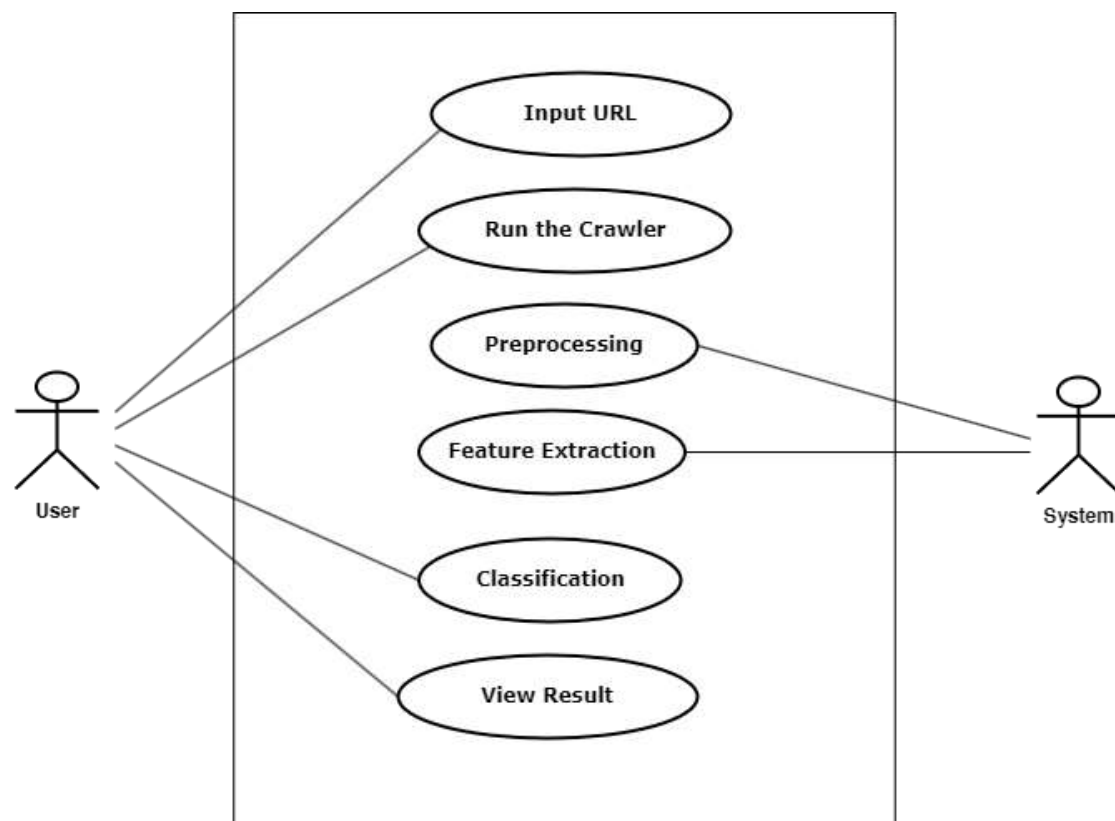 Input URL
Run the Crawler
Preprocessing
Feature Extraction
User
System
Classification
View Result